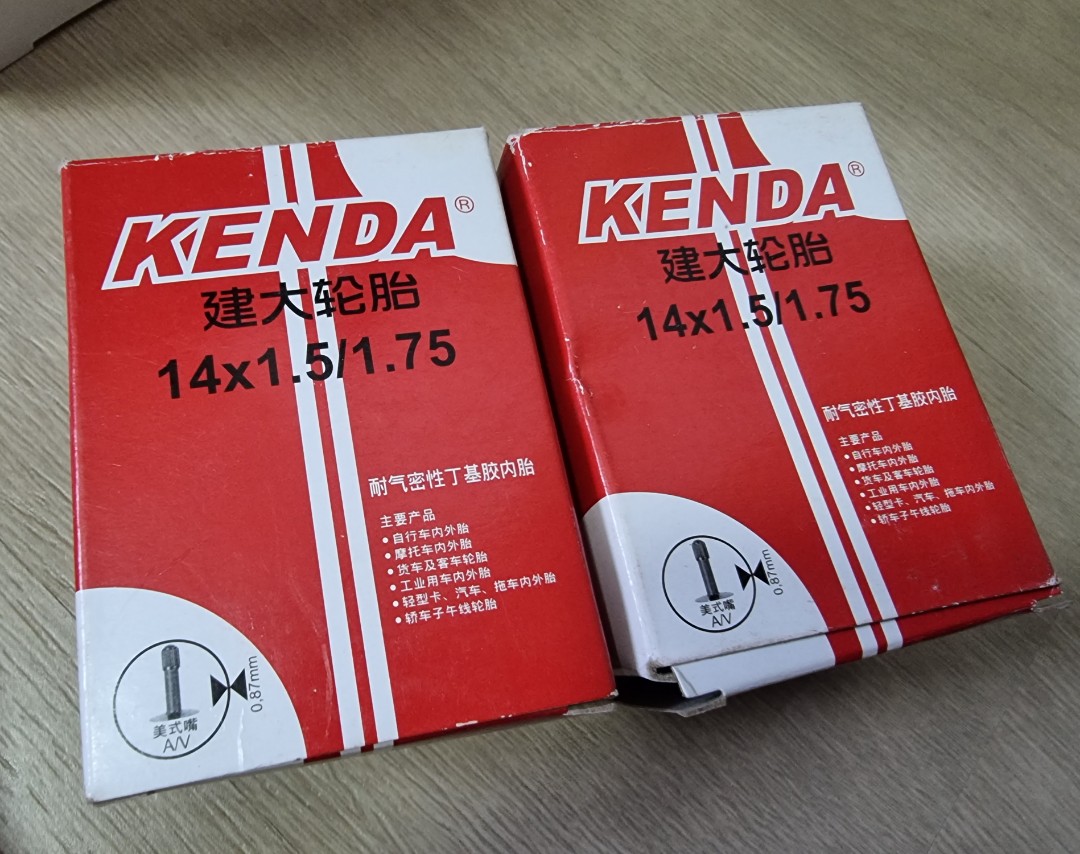 KENDA®
建大轮胎
14x1.5/1.75
耐气密性丁基胶内胎
主要产品
•自行车内外胎
•摩托车内外胎
•货车及客车轮胎
•工业用车内外胎
•轻型卡、汽车、拖车内外胎
•轿车子午线轮胎
0,87mm
美式嘴
A/V
KENDA®
建大轮胎
14x1.5/1.75
耐气密性丁基胶内胎
主要产品
•自行车内外胎
•摩托车内外胎
•货车及客车轮胎
•工业用车内外胎
•轻型卡、汽车、拖车内外胎
•轿车子午线轮胎
0,87mm
美式嘴
A/V